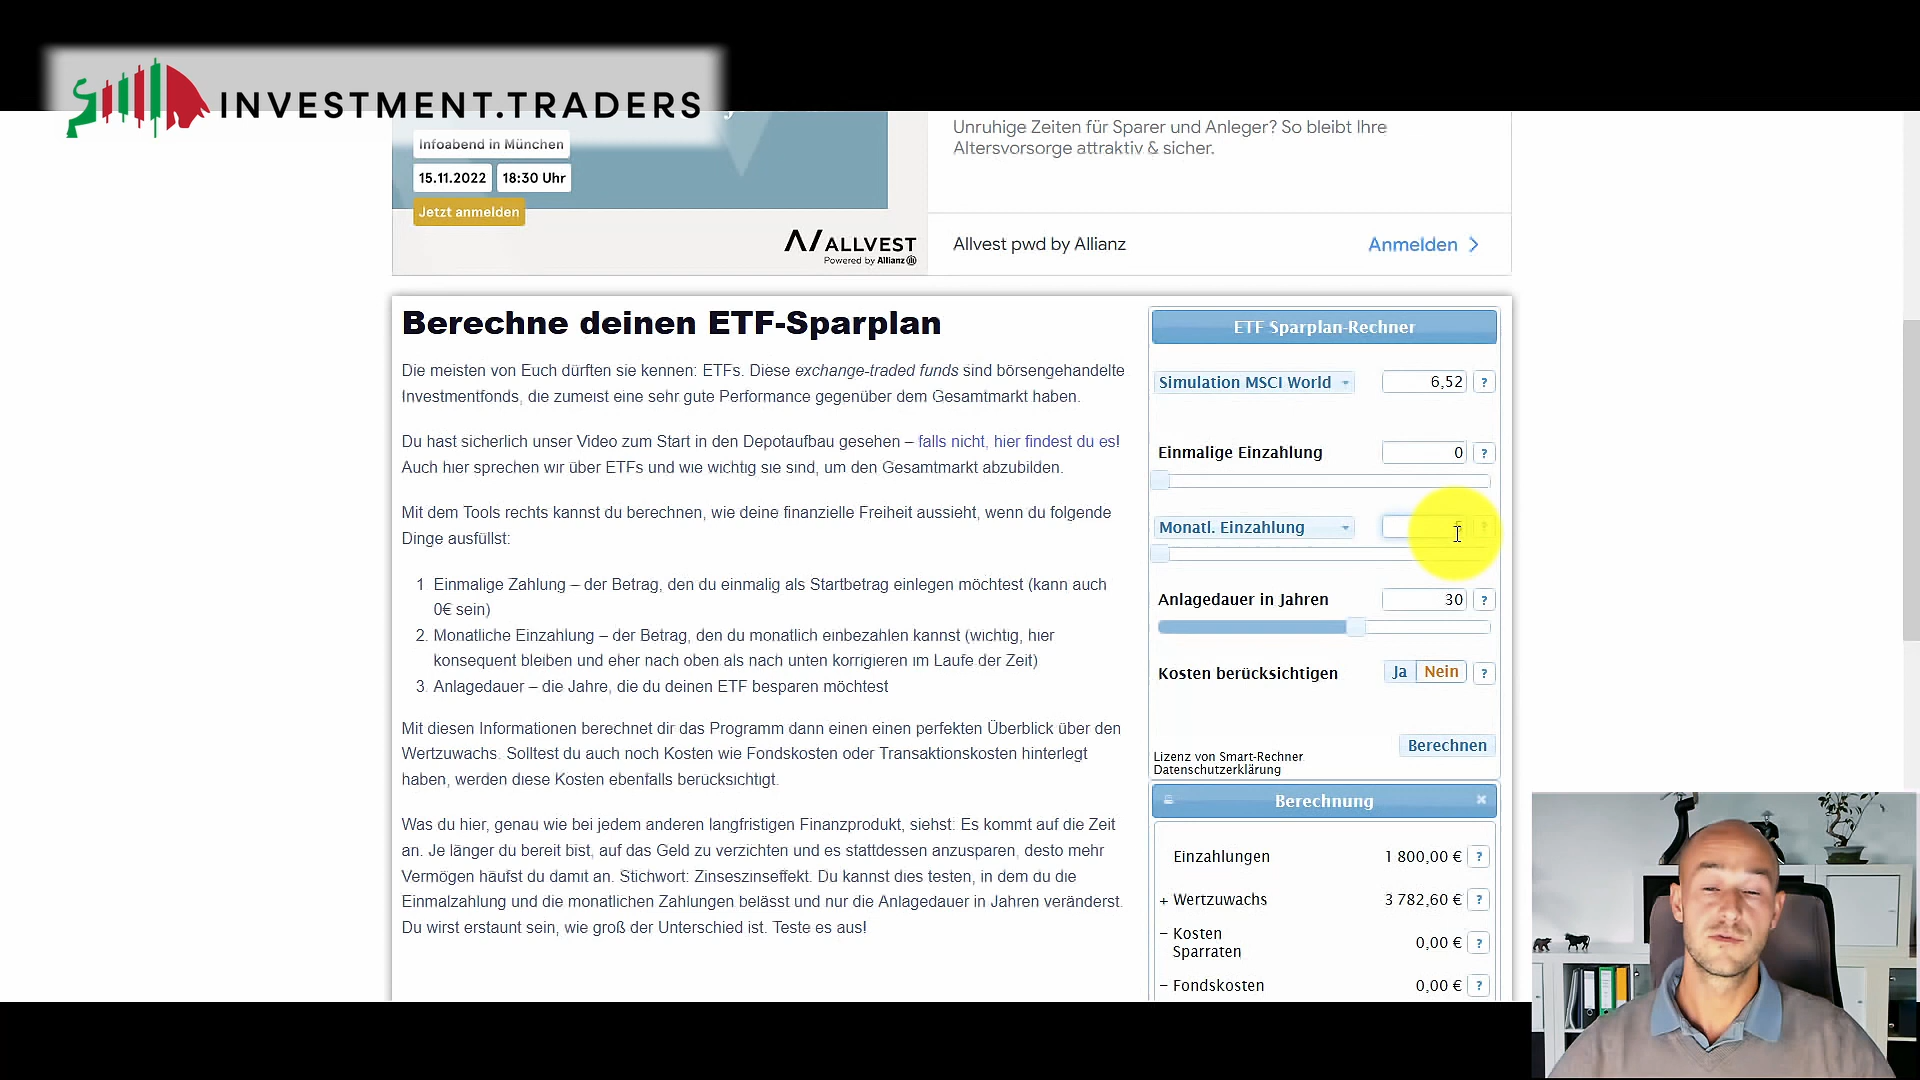 INVESTMENT.TRADERS
Infoabend in München
15.11.2022 18:30 Uhr
Jetzt anmelden
ALLVEST
Powered by Allianz
Unruhige Zeiten für Sparer und Anleger? So bleibt Ihre
Altersvorsorge attraktiv & sicher.
Allvest pwd by Allianz
Anmelden
Berechne deinen ETF-Sparplan
Die meisten von Euch dürften sie kennen: ETFs. Diese exchange-traded funds sind börsengehandelte
Investmentfonds, die zumeist eine sehr gute Performance gegenüber dem Gesamtmarkt haben.
Du hast sicherlich unser Video zum Start in den Depotaufbau gesehen – falls nicht, hier findest du es!
Auch hier sprechen wir über ETFs und wie wichtig sie sind, um den Gesamtmarkt abzubilden.
Mit dem Tools rechts kannst du berechnen, wie deine finanzielle Freiheit aussieht, wenn du folgende
Dinge ausfüllst:
1 Einmalige Zahlung – der Betrag, den du einmalig als Startbetrag einlegen möchtest (kann auch
0€ sein)
2. Monatliche Einzahlung – der Betrag, den du monatlich einbezahlen kannst (wichtig, hier
konsequent bleiben und eher nach oben als nach unten korrigieren im Laufe der Zeit)
3. Anlagedauer – die Jahre, die du deinen ETF besparen möchtest
Mit diesen Informationen berechnet dir das Programm dann einen einen perfekten Überblick über den
Wertzuwachs. Solltest du auch noch Kosten wie Fondskosten oder Transaktionskosten hinterlegt
haben, werden diese Kosten ebenfalls berücksichtigt.
Was du hier, genau wie bei jedem anderen langfristigen Finanzprodukt, siehst: Es kommt auf die Zeit
an. Je länger du bereit bist, auf das Geld zu verzichten und es stattdessen anzusparen, desto mehr
Vermögen häufst du damit an. Stichwort: Zinseszinseffekt. Du kannst dies testen, in dem du die
Einmalzahlung und die monatlichen Zahlungen belässt und nur die Anlagedauer in Jahren veränderst.
Du wirst erstaunt sein, wie groß der Unterschied ist. Teste es aus!
ETF Sparplan-Rechner
Simulation MSCI World 6,52 ?
Einmalige Einzahlung 0 ?
Monatl. Einzahlung
Anlagedauer in Jahren 30 ?
Kosten berücksichtigen Ja Nein ?
Berechnen
Lizenz von Smart-Rechner
Datenschutzerklärung
Berechnung
Einzahlungen 1 800,00 € ?
+ Wertzuwachs 3 782,60 € ?
− Kosten
Sparraten 0,00 € ?
− Fondskosten 0,00 € ?